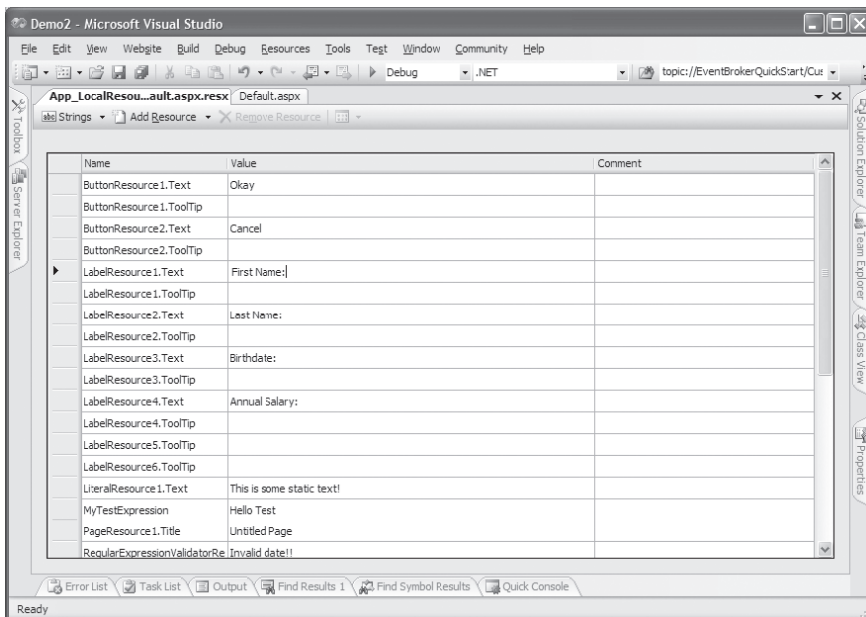 Demo2 - Microsoft Visual Studio
File Edit View Website Build Debug Resources Tools Test Window Community Help
Debug .NET topic://EventBrokerQuickStart/Cus
App_LocalResou...ault.aspx.resx Default.aspx
abc Strings Add Resource Remove Resource
Toolbox
Server Explorer
Name Value Comment
ButtonResource1.Text Okay
ButtonResource1.ToolTip
ButtonResource2.Text Cancel
ButtonResource2.ToolTip
LabelResource1.Text First Name:
LabelResource1.ToolTip
LabelResource2.Text Last Name:
LabelResource2.ToolTip
LabelResource3.Text Birthdate:
LabelResource3.ToolTip
LabelResource4.Text Annual Salary:
LabelResource4.ToolTip
LabelResource5.ToolTip
LabelResource6.ToolTip
LiteralResource1.Text This is some static text!
MyTestExpression Hello Test
PageResource1.Title Untitled Page
RegularExpressionValidatorRe Invalid date!!
Solution Explorer
Team Explorer
Class View
Properties
Error List Task List Output Find Results 1 Find Symbol Results Quick Console
Ready